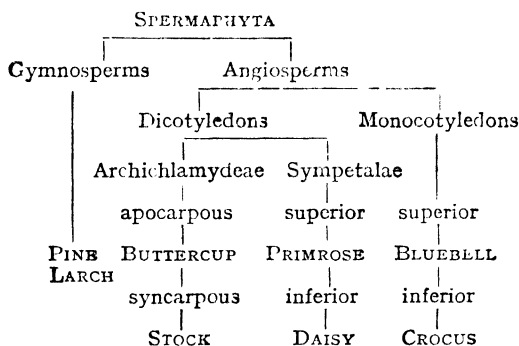 SPERMAPHYTA
Gymnosperms Angiosperms
Dicotyledons Monocotyledons
Archichlamydeae Sympetalae
apocarpous superior superior
PINE BUTTERCUP PRIMROSE BLUEBELL
LARCH
syncarpous inferior inferior
STOCK DAISY CROCUS